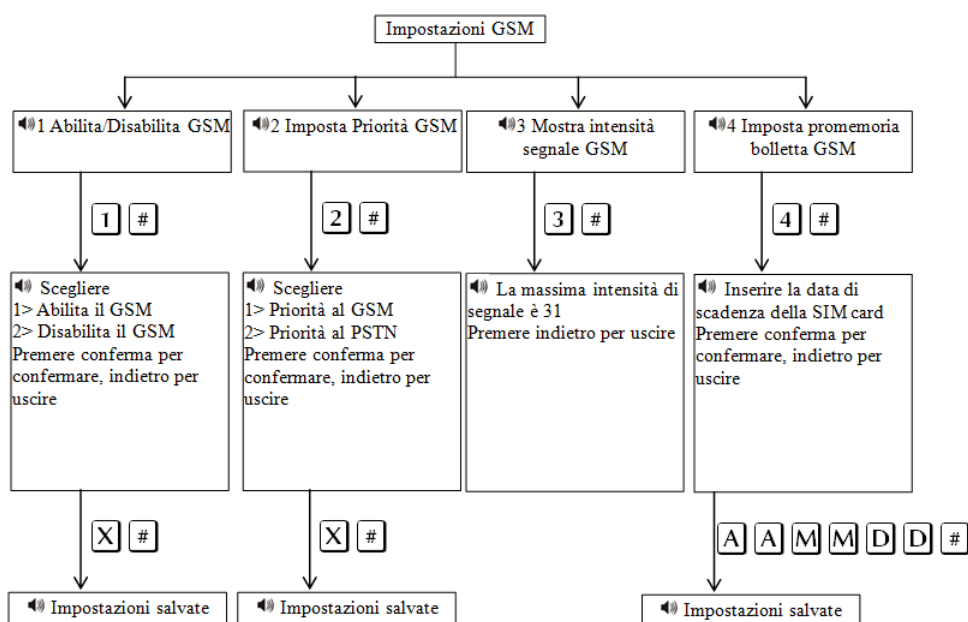 Impostazioni GSM
1 Abilita/Disabilita GSM
2 Imposta Priorità GSM
3 Mostra intensità
segnale GSM
4 Imposta promemoria
bolletta GSM
1 #
2 #
3 #
4 #
Scegliere
1> Abilita il GSM
2> Disabilita il GSM
Premere conferma per
confermare, indietro per
uscire
Scegliere
1> Priorità al GSM
2> Priorità al PSTN
Premere conferma per
confermare, indietro per
uscire
La massima intensità di
segnale è 31
Premere indietro per uscire
Inserire la data di
scadenza della SIM card
Premere conferma per
confermare, indietro per
uscire
X #
X #
A A M M D D #
Impostazioni salvate
Impostazioni salvate
Impostazioni salvate